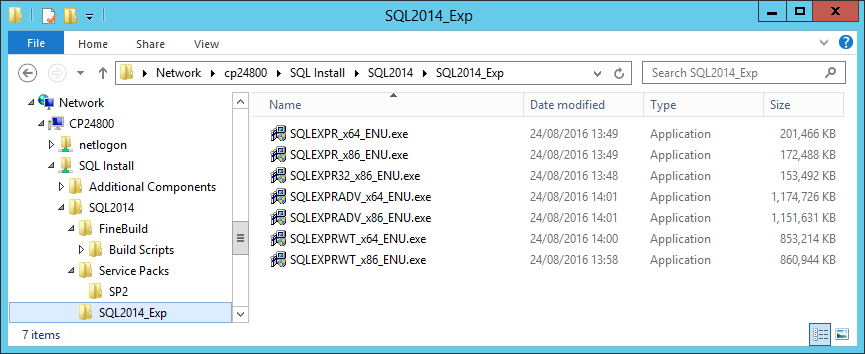 SQL2014_Exp
File Home Share View
Network ▸ cp24800 ▸ SQL Install ▸ SQL2014 ▸ SQL2014_Exp
Search SQL2014_Exp
Network
CP24800
netlogon
SQL Install
Additional Components
SQL2014
FineBuild
Build Scripts
Service Packs
SP2
SQL2014_Exp
Name Date modified Type Size
SQLEXPR_x64_ENU.exe 24/08/2016 13:49 Application 201,466 KB
SQLEXPR_x86_ENU.exe 24/08/2016 13:49 Application 172,488 KB
SQLEXPR32_x86_ENU.exe 24/08/2016 13:48 Application 153,492 KB
SQLEXPRADV_x64_ENU.exe 24/08/2016 14:01 Application 1,174,726 KB
SQLEXPRADV_x86_ENU.exe 24/08/2016 14:01 Application 1,151,631 KB
SQLEXPRWT_x64_ENU.exe 24/08/2016 14:00 Application 853,214 KB
SQLEXPRWT_x86_ENU.exe 24/08/2016 13:58 Application 860,944 KB
7 items